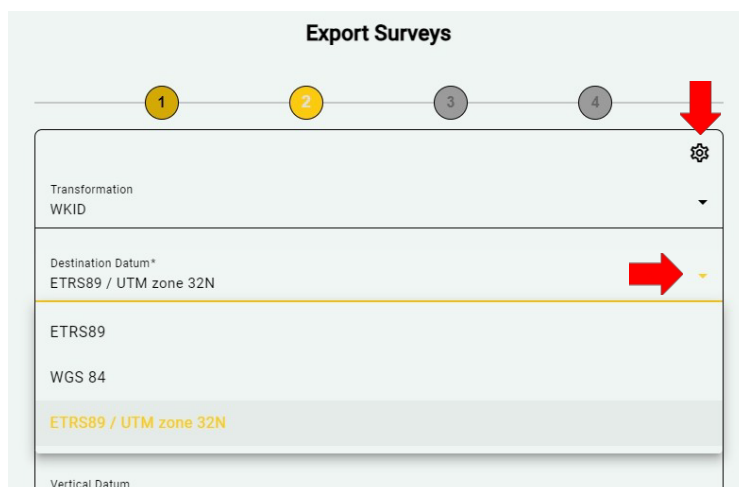 Export Surveys
1
2
3
4
Transformation
WKID
Destination Datum*
ETRS89 / UTM zone 32N
ETRS89
WGS 84
ETRS89 / UTM zone 32N
Vertical Datum